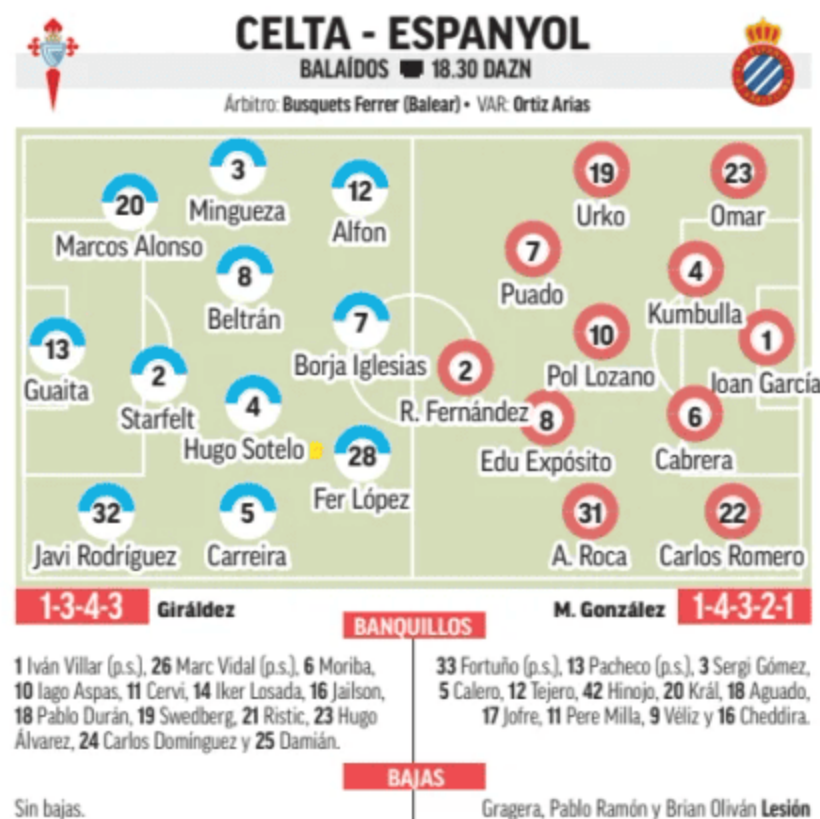 CELTA - ESPANYOL
BALAÍDOS 18.30 DAZN
Árbitro: Busquets Ferrer (Balear) • VAR: Ortiz Arias
3
Mingueza
20
Marcos Alonso
12
Alfon
8
Beltrán
7
Borja Iglesias
13
Guaita
2
Starfelt
4
Hugo Sotelo
28
Fer López
32
Javi Rodríguez
5
Carreira
19
Urko
23
Omar
7
Puado
4
Kumbulla
10
Pol Lozano
1
Joan García
2
R. Fernández
8
Edu Expósito
6
Cabrera
31
A. Roca
22
Carlos Romero
1-3-4-3 Giráldez
M. González 1-4-3-2-1
BANQUILLOS
1 Iván Villar (p.s.), 26 Marc Vidal (p.s.), 6 Moriba,
10 Iago Aspas, 11 Cervi, 14 Iker Losada, 16 Jailson,
18 Pablo Durán, 19 Swedberg, 21 Ristic, 23 Hugo
Álvarez, 24 Carlos Domínguez y 25 Damián.
33 Fortuño (p.s.), 13 Pacheco (p.s.), 3 Sergi Gómez,
5 Calero, 12 Tejero, 42 Hinojo, 20 Král, 18 Aguado,
17 Jofre, 11 Pere Milla, 9 Véliz y 16 Cheddira.
BAJAS
Sin bajas.
Gragera, Pablo Ramón y Brian Oliván Lesión